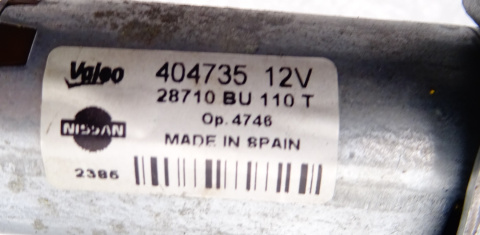 Valeo 404735 12V
28710 BU 110 T
Op.4746
NISSAN
MADE IN SPAIN
2386